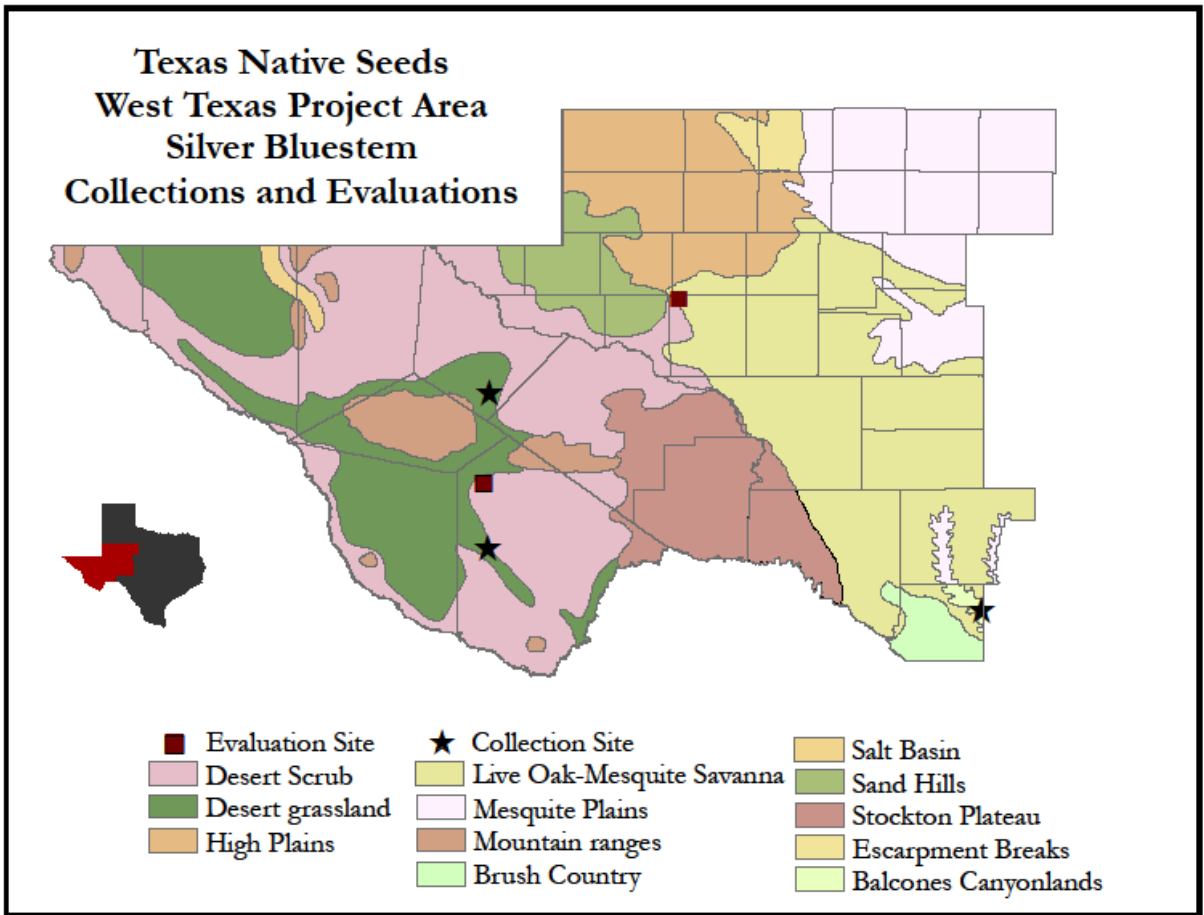 Texas Native Seeds
West Texas Project Area
Silver Bluestem
Collections and Evaluations
Evaluation Site
Desert Scrub
Desert grassland
High Plains
Collection Site
Live Oak-Mesquite Savanna
Mesquite Plains
Mountain ranges
Brush Country
Salt Basin
Sand Hills
Stockton Plateau
Escarpment Breaks
Balcones Canyonlands